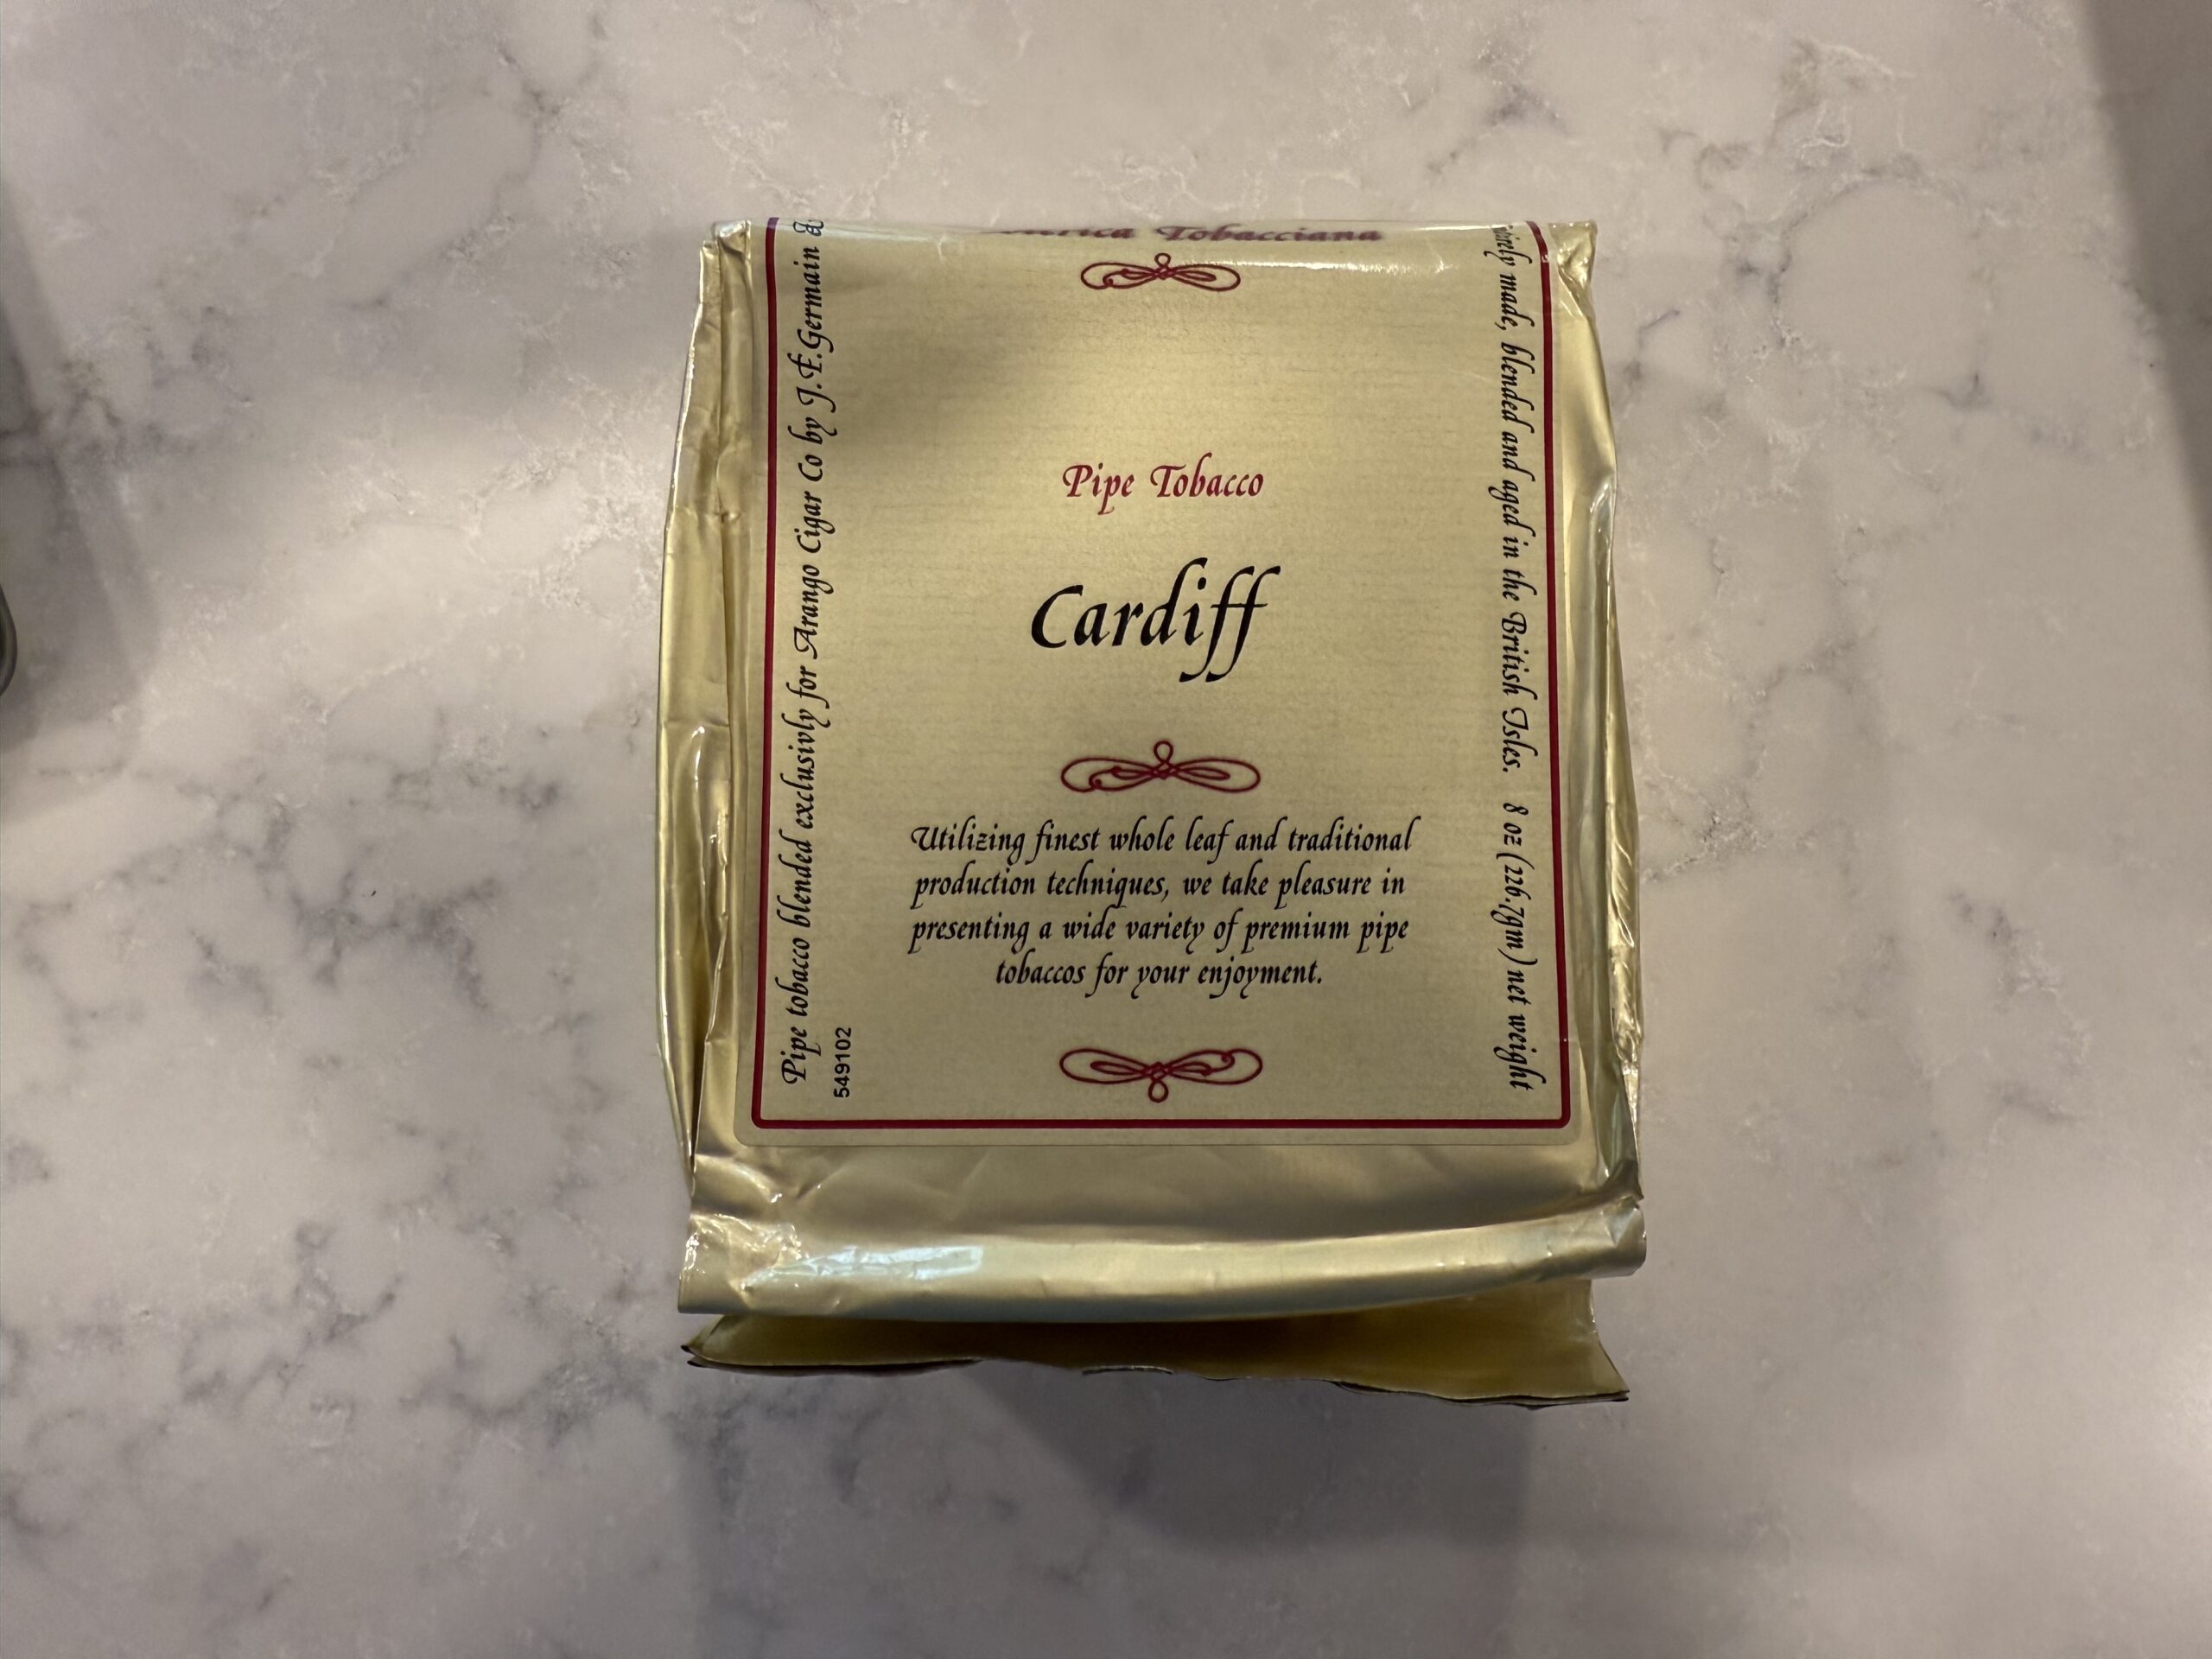 Tobacciana
Pipe Tobacco
Cardiff
Utilizing finest whole leaf and traditional
production techniques, we take pleasure in
presenting a wide variety of premium pipe
tobaccos for your enjoyment.
Pipe tobacco blended exclusivly for Arango Cigar Co by J.F.Germain &
549102
made, blended and aged in the British Isles. 8 oz (226.7gm) net weight